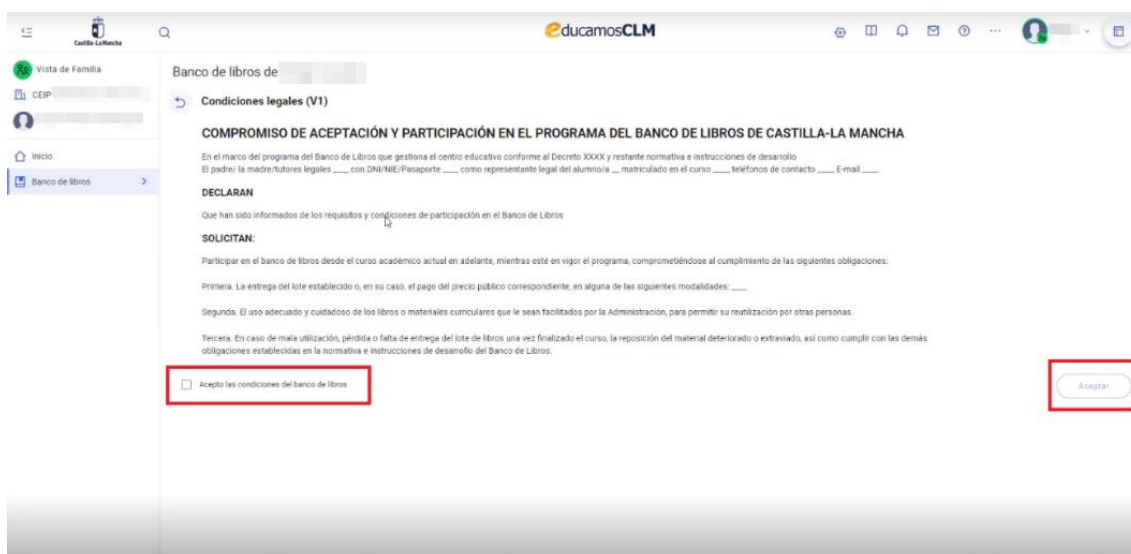 Castilla-La Mancha
educamosCLM
Vista de Familia
CEIP
Inicio
Banco de libros
Banco de libros de
Condiciones legales (V1)
COMPROMISO DE ACEPTACIÓN Y PARTICIPACIÓN EN EL PROGRAMA DEL BANCO DE LIBROS DE CASTILLA-LA MANCHA
En el marco del programa del Banco de Libros que gestiona el centro educativo conforme al Decreto XXXX y restante normativa e instrucciones de desarrollo
El padre/ la madre/tutores legales ____ con DNI/NIE/Pasaporte ____ como representante legal del alumno/a __ matriculado en el curso ____ teléfonos de contacto ____ E-mail ____
DECLARAN
Que han sido informados de los requisitos y condiciones de participación en el Banco de Libros
SOLICITAN:
Participar en el banco de libros desde el curso académico actual en adelante, mientras esté en vigor el programa, comprometiéndose al cumplimiento de las siguientes obligaciones:
Primera. La entrega del lote establecido o, en su caso, el pago del precio público correspondiente, en alguna de las siguientes modalidades: ____
Segunda. El uso adecuado y cuidadoso de los libros o materiales curriculares que le sean facilitados por la Administración, para permitir su reutilización por otras personas.
Tercera. En caso de mala utilización, pérdida o falta de entrega del lote de libros una vez finalizado el curso, la reposición del material deteriorado o extraviado, así como cumplir con las demás
obligaciones establecidas en la normativa e instrucciones de desarrollo del Banco de Libros.
Acepto las condiciones del banco de libros
Aceptar